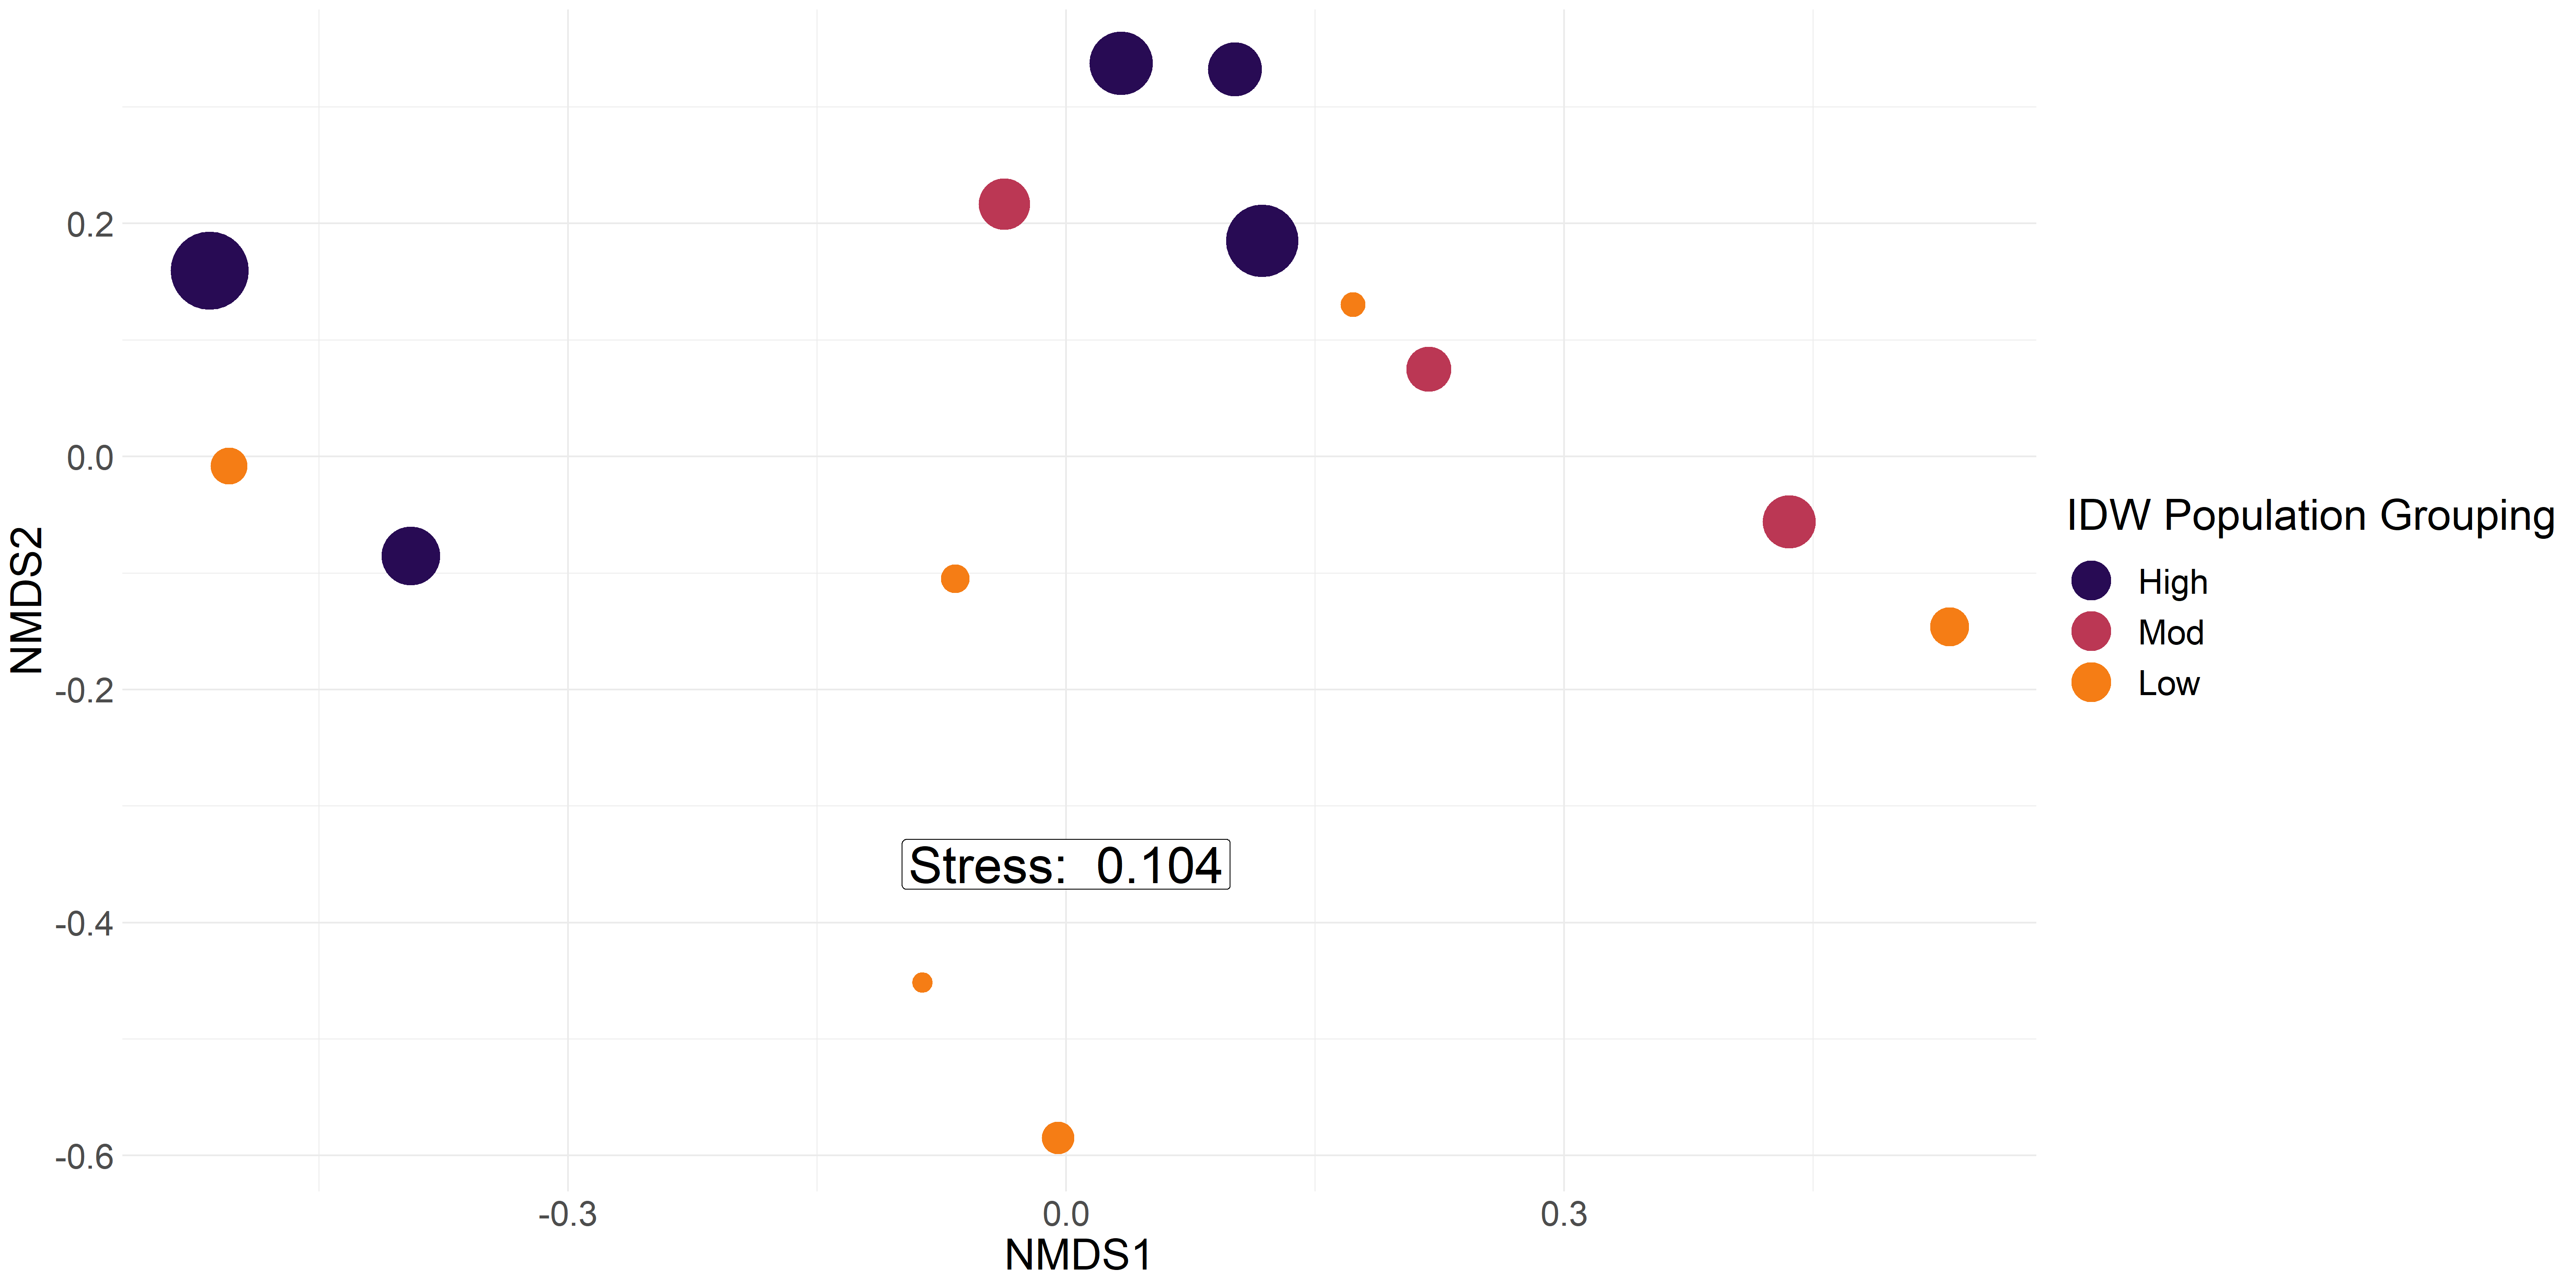 0.2
0.0
-0.2
-0.4
-0.6
NMDS2
Stress:  0.104
-0.3
0.0
0.3
NMDS1
IDW Population Grouping
High
Mod
Low